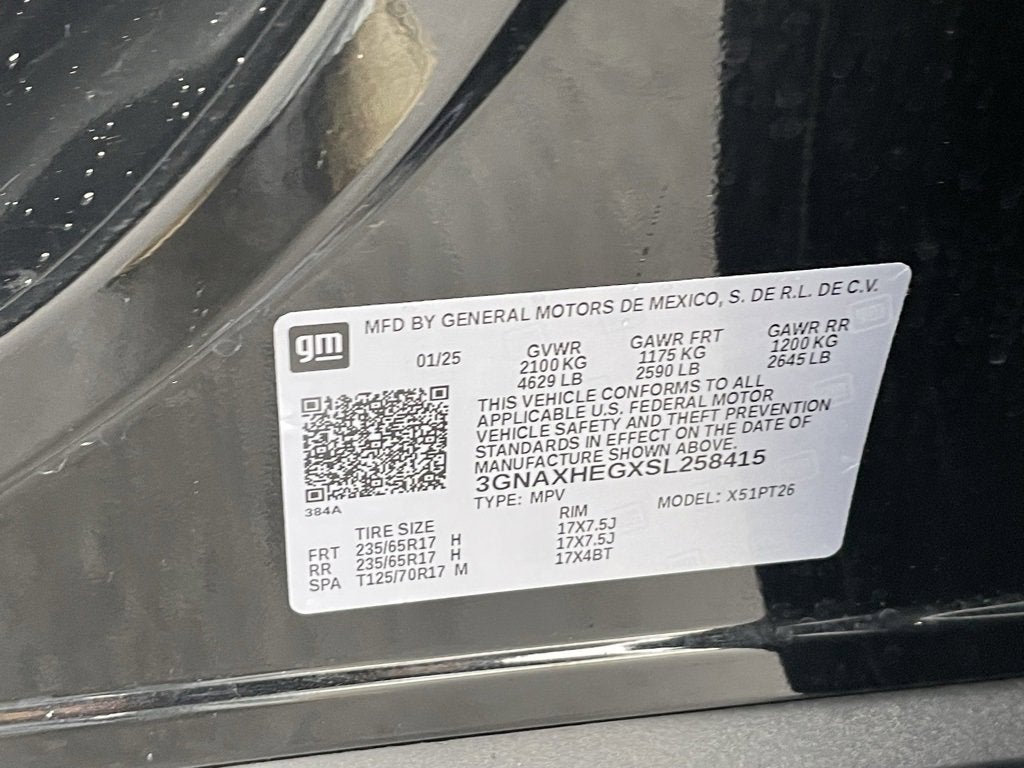 gm
MFD BY GENERAL MOTORS DE MEXICO, S. DE R.L. DE C.V.
01/25
GVWR
2100 KG
4629 LB
GAWR FRT
1175 KG
2590 LB
GAWR RR
1200 KG
2645 LB
THIS VEHICLE CONFORMS TO ALL
APPLICABLE U.S. FEDERAL MOTOR
VEHICLE SAFETY AND THEFT PREVENTION
STANDARDS IN EFFECT ON THE DATE OF
MANUFACTURE SHOWN ABOVE.
3GNAXHEGXSL258415
TYPE: MPV
MODEL: X51PT26
384A
TIRE SIZE
RIM
FRT 235/65R17 H 17X7.5J
RR 235/65R17 H 17X7.5J
SPA T125/70R17 M 17X4BT